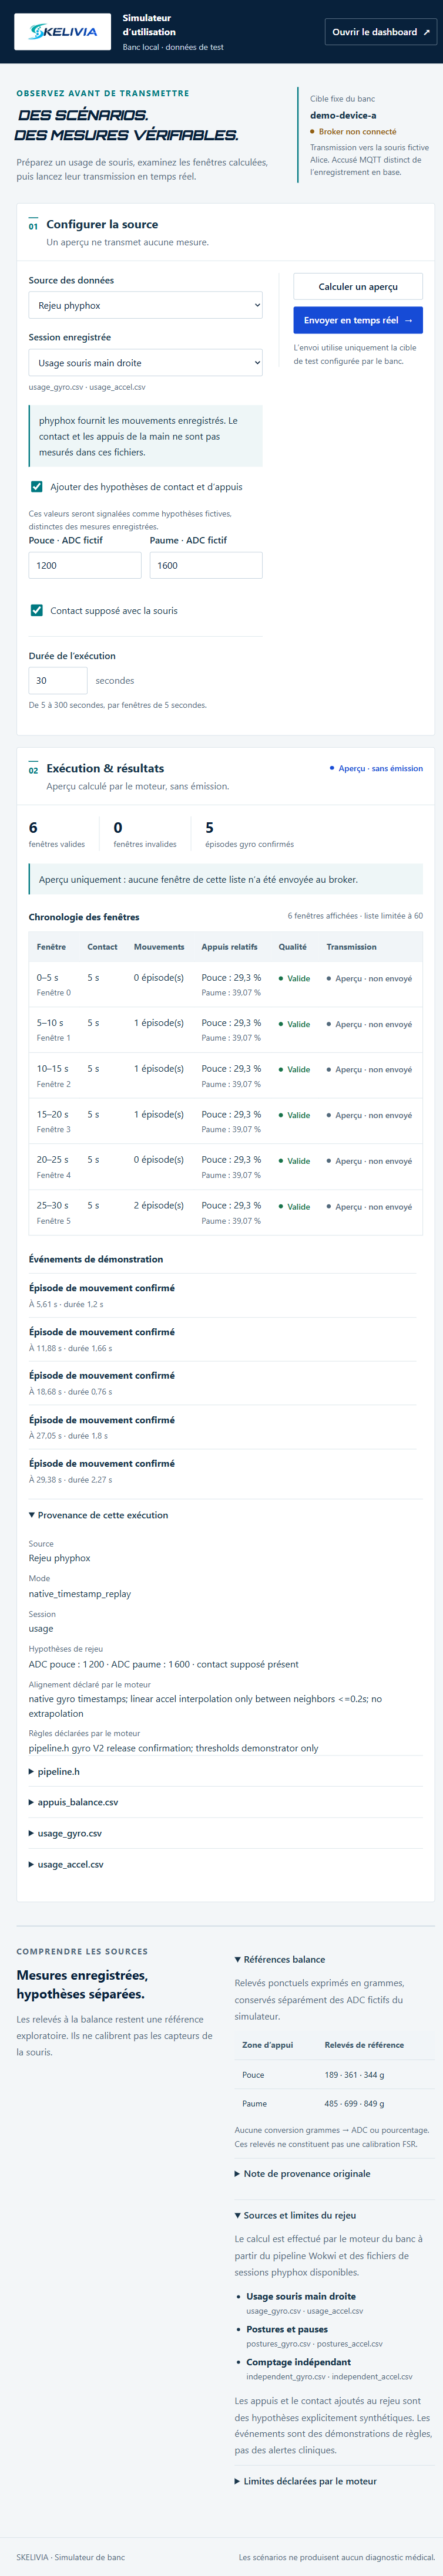 SKELIVIA
Simulateur
d'utilisation
Banc local · données de test
Ouvrir le dashboard ↗
OBSERVEZ AVANT DE TRANSMETTRE
DES SCÉNARIOS.
DES MESURES VÉRIFIABLES.
Préparez un usage de souris, examinez les fenêtres calculées,
puis lancez leur transmission en temps réel.
Cible fixe du banc
demo-device-a
Broker non connecté
Transmission vers la souris fictive
Alice. Accusé MQTT distinct de
l'enregistrement en base.
01 Configurer la source
Un aperçu ne transmet aucune mesure.
Source des données
Rejeu phyphox
Session enregistrée
Usage souris main droite
usage_gyro.csv · usage_accel.csv
phyphox fournit les mouvements enregistrés. Le
contact et les appuis de la main ne sont pas
mesurés dans ces fichiers.
Ajouter des hypothèses de contact et d'appuis
Ces valeurs seront signalées comme hypothèses fictives,
distinctes des mesures enregistrées.
Pouce · ADC fictif Paume · ADC fictif
1200 1600
Contact supposé avec la souris
Durée de l'exécution
30 secondes
De 5 à 300 secondes, par fenêtres de 5 secondes.
Calculer un aperçu
Envoyer en temps réel →
L'envoi utilise uniquement la cible
de test configurée par le banc.
02 Exécution & résultats
Aperçu calculé par le moteur, sans émission.
Aperçu · sans émission
6 0 5
fenêtres valides fenêtres invalides épisodes gyro confirmés
Aperçu uniquement : aucune fenêtre de cette liste n'a été envoyée au broker.
Chronologie des fenêtres 6 fenêtres affichées · liste limitée à 60
Fenêtre Contact Mouvements Appuis relatifs Qualité Transmission
0–5 s 5 s 0 épisode(s) Pouce : 29,3 % Valide Aperçu · non envoyé
Fenêtre 0 Paume : 39,07 %
5–10 s 5 s 1 épisode(s) Pouce : 29,3 % Valide Aperçu · non envoyé
Fenêtre 1 Paume : 39,07 %
10–15 s 5 s 1 épisode(s) Pouce : 29,3 % Valide Aperçu · non envoyé
Fenêtre 2 Paume : 39,07 %
15–20 s 5 s 1 épisode(s) Pouce : 29,3 % Valide Aperçu · non envoyé
Fenêtre 3 Paume : 39,07 %
20–25 s 5 s 0 épisode(s) Pouce : 29,3 % Valide Aperçu · non envoyé
Fenêtre 4 Paume : 39,07 %
25–30 s 5 s 2 épisode(s) Pouce : 29,3 % Valide Aperçu · non envoyé
Fenêtre 5 Paume : 39,07 %
Événements de démonstration
Épisode de mouvement confirmé
À 5,61 s · durée 1,2 s
Épisode de mouvement confirmé
À 11,88 s · durée 1,66 s
Épisode de mouvement confirmé
À 18,68 s · durée 0,76 s
Épisode de mouvement confirmé
À 27,05 s · durée 1,8 s
Épisode de mouvement confirmé
À 29,38 s · durée 2,27 s
▼ Provenance de cette exécution
Source
Rejeu phyphox
Mode
native_timestamp_replay
Session
usage
Hypothèses de rejeu
ADC pouce : 1 200 · ADC paume : 1 600 · contact supposé présent
Alignement déclaré par le moteur
native gyro timestamps; linear accel interpolation only between neighbors <=0.2s; no
extrapolation
Règles déclarées par le moteur
pipeline.h gyro V2 release confirmation; thresholds demonstrator only
▶ pipeline.h
▶ appuis_balance.csv
▶ usage_gyro.csv
▶ usage_accel.csv
COMPRENDRE LES SOURCES
Mesures enregistrées,
hypothèses séparées.
Les relevés à la balance restent une référence
exploratoire. Ils ne calibrent pas les capteurs de
la souris.
▼ Références balance
Relevés ponctuels exprimés en grammes,
conservés séparément des ADC fictifs du
simulateur.
Zone d'appui Relevés de référence
Pouce 189 · 361 · 344 g
Paume 485 · 699 · 849 g
Aucune conversion grammes → ADC ou pourcentage.
Ces relevés ne constituent pas une calibration FSR.
▶ Note de provenance originale
▼ Sources et limites du rejeu
Le calcul est effectué par le moteur du banc à
partir du pipeline Wokwi et des fichiers de
sessions phyphox disponibles.
• Usage souris main droite
usage_gyro.csv · usage_accel.csv
• Postures et pauses
postures_gyro.csv · postures_accel.csv
• Comptage indépendant
independent_gyro.csv · independent_accel.csv
Les appuis et le contact ajoutés au rejeu sont
des hypothèses explicitement synthétiques. Les
événements sont des démonstrations de règles,
pas des alertes cliniques.
▶ Limites déclarées par le moteur
SKELIVIA · Simulateur de banc
Les scénarios ne produisent aucun diagnostic médical.